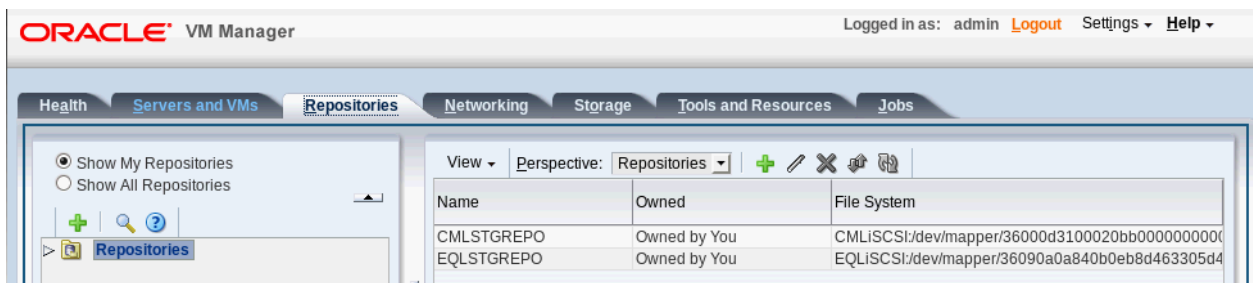 ORACLE VM Manager
Logged in as: admin Logout Settings Help
Health Servers and VMs Repositories Networking Storage Tools and Resources Jobs
Show My Repositories
Show All Repositories
Repositories
View Perspective: Repositories
Name Owned File System
CMLSTGREPO Owned by You CMLiSCSI:/dev/mapper/36000d3100020bb0000000000
EQLSTGREPO Owned by You EQLiSCSI:/dev/mapper/36090a0a840b0eb8d463305d4